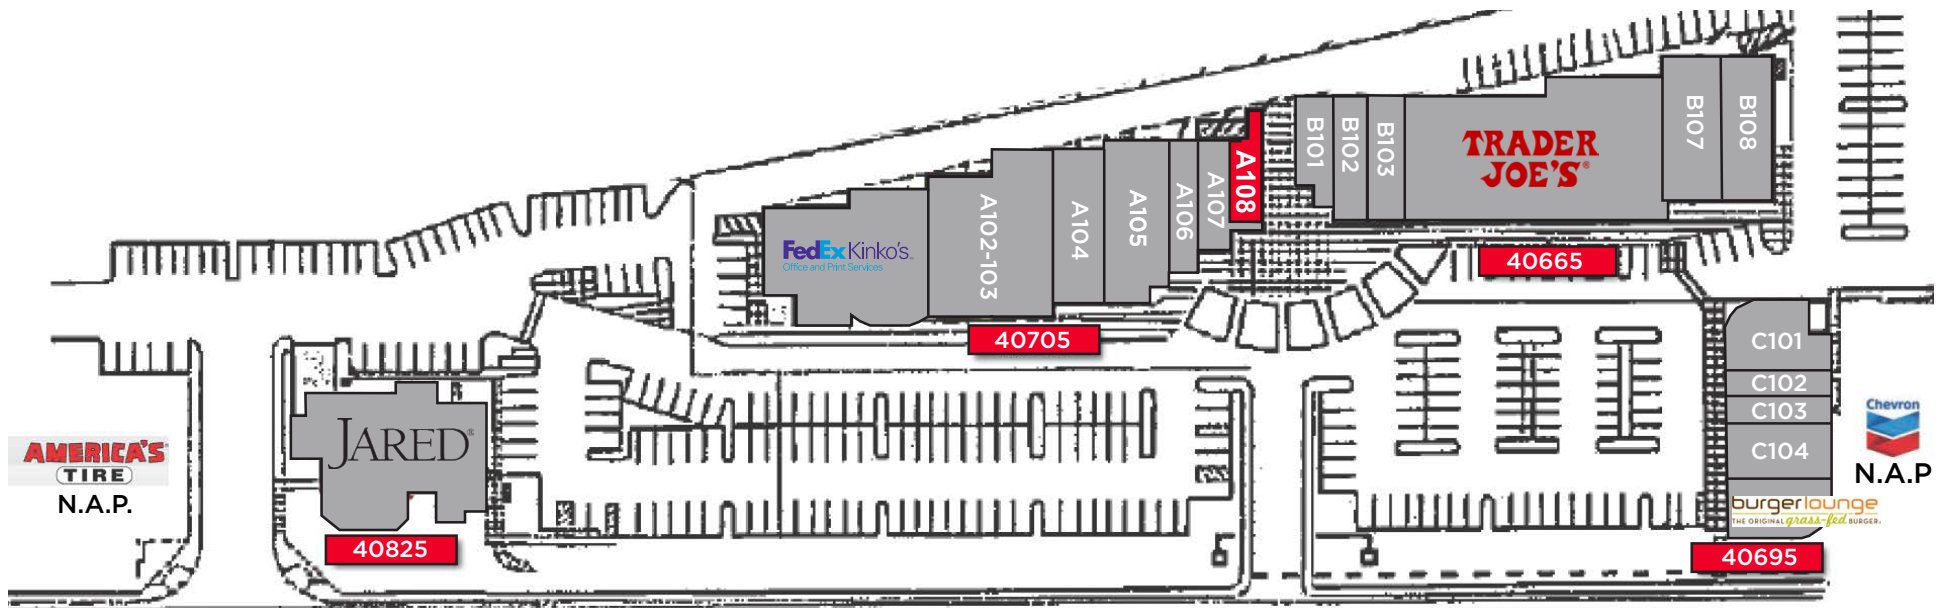 AMERICA'S
TIRE
N.A.P.
JARED®
40825
FedEx Kinko's
Office and Print Services
A102-103
A104
A105
A106
A107
A108
40705
B101
B102
B103
TRADER
JOE'S®
B107
B108
40665
C101
C102
C103
C104
burgerlounge
THE ORIGINAL grass-fed BURGER.
40695
Chevron
N.A.P